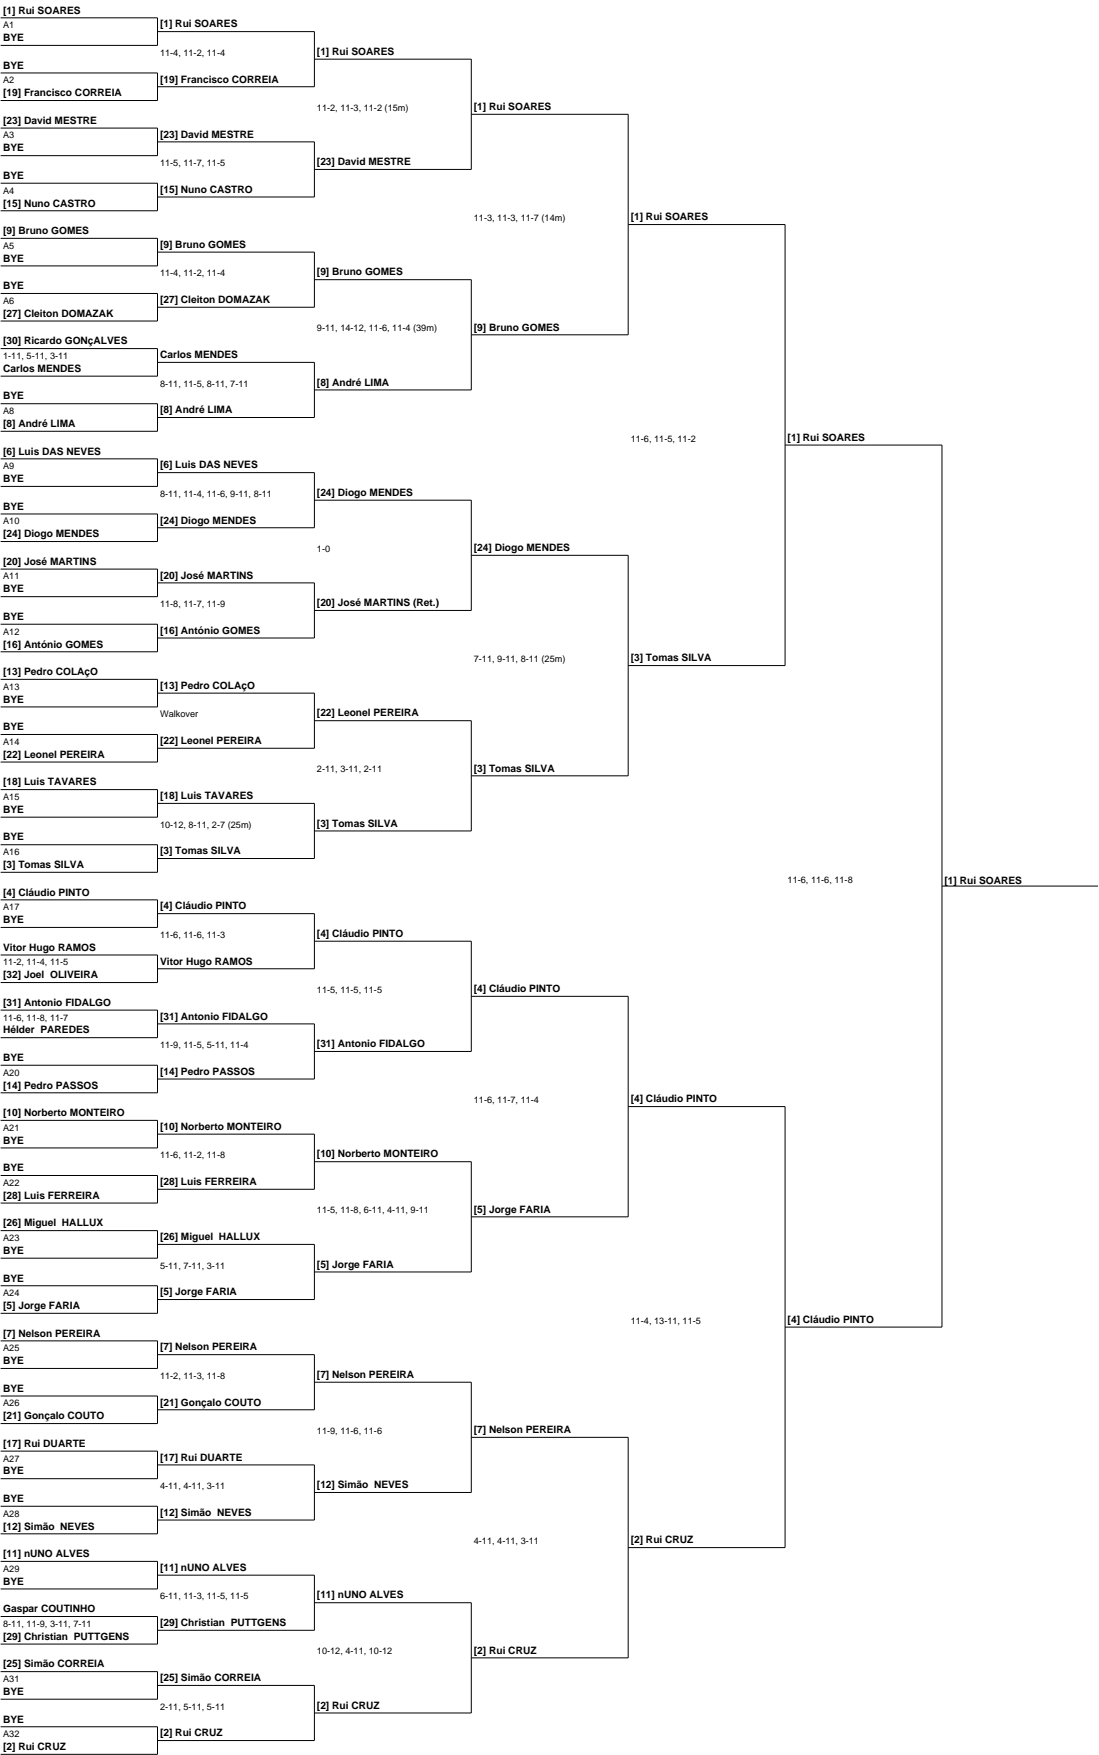 [1] Rui SOARES
A1
BYE
BYE
A2
[19] Francisco CORREIA
[23] David MESTRE
A3
BYE
BYE
A4
[15] Nuno CASTRO
[9] Bruno GOMES
A5
BYE
BYE
A6
[27] Cleiton DOMAZAK
[30] Ricardo GONçALVES
1-11, 5-11, 3-11
Carlos MENDES
BYE
A8
[8] André LIMA
[6] Luis DAS NEVES
A9
BYE
BYE
A10
[24] Diogo MENDES
[20] José MARTINS
A11
BYE
BYE
A12
[16] António GOMES
[13] Pedro COLAçO
A13
BYE
BYE
A14
[22] Leonel PEREIRA
[18] Luis TAVARES
A15
BYE
BYE
A16
[3] Tomas SILVA
[4] Cláudio PINTO
A17
BYE
Vitor Hugo RAMOS
11-2, 11-4, 11-5
[32] Joel  OLIVEIRA
[31] Antonio FIDALGO
11-6, 11-8, 11-7
Hélder  PAREDES
BYE
A20
[14] Pedro PASSOS
[10] Norberto MONTEIRO
A21
BYE
BYE
A22
[28] Luis FERREIRA
[26] Miguel  HALLUX
A23
BYE
BYE
A24
[5] Jorge FARIA
[7] Nelson PEREIRA
A25
BYE
BYE
A26
[21] Gonçalo COUTO
[17] Rui DUARTE
A27
BYE
BYE
A28
[12] Simão  NEVES
[11] nUNO ALVES
A29
BYE
Gaspar COUTINHO
8-11, 11-9, 3-11, 7-11
[29] Christian  PUTTGENS
[25] Simão CORREIA
A31
BYE
BYE
A32
[2] Rui CRUZ
[1] Rui SOARES
11-4, 11-2, 11-4
[19] Francisco CORREIA
[23] David MESTRE
11-5, 11-7, 11-5
[15] Nuno CASTRO
[9] Bruno GOMES
11-4, 11-2, 11-4
[27] Cleiton DOMAZAK
Carlos MENDES
8-11, 11-5, 8-11, 7-11
[8] André LIMA
[6] Luis DAS NEVES
8-11, 11-4, 11-6, 9-11, 8-11
[24] Diogo MENDES
[20] José MARTINS
11-8, 11-7, 11-9
[16] António GOMES
[13] Pedro COLAçO
Walkover
[22] Leonel PEREIRA
[18] Luis TAVARES
10-12, 8-11, 2-7 (25m)
[3] Tomas SILVA
[4] Cláudio PINTO
11-6, 11-6, 11-3
Vitor Hugo RAMOS
[31] Antonio FIDALGO
11-9, 11-5, 5-11, 11-4
[14] Pedro PASSOS
[10] Norberto MONTEIRO
11-6, 11-2, 11-8
[28] Luis FERREIRA
[26] Miguel  HALLUX
5-11, 7-11, 3-11
[5] Jorge FARIA
[7] Nelson PEREIRA
11-2, 11-3, 11-8
[21] Gonçalo COUTO
[17] Rui DUARTE
4-11, 4-11, 3-11
[12] Simão  NEVES
[11] nUNO ALVES
6-11, 11-3, 11-5, 11-5
[29] Christian  PUTTGENS
[25] Simão CORREIA
2-11, 5-11, 5-11
[2] Rui CRUZ
[1] Rui SOARES
11-2, 11-3, 11-2 (15m)
[23] David MESTRE
[9] Bruno GOMES
9-11, 14-12, 11-6, 11-4 (39m)
[8] André LIMA
[24] Diogo MENDES
1-0
[20] José MARTINS (Ret.)
[22] Leonel PEREIRA
2-11, 3-11, 2-11
[3] Tomas SILVA
[4] Cláudio PINTO
11-5, 11-5, 11-5
[31] Antonio FIDALGO
[10] Norberto MONTEIRO
11-5, 11-8, 6-11, 4-11, 9-11
[5] Jorge FARIA
[7] Nelson PEREIRA
11-9, 11-6, 11-6
[12] Simão  NEVES
[11] nUNO ALVES
10-12, 4-11, 10-12
[2] Rui CRUZ
[1] Rui SOARES
11-3, 11-3, 11-7 (14m)
[9] Bruno GOMES
[24] Diogo MENDES
7-11, 9-11, 8-11 (25m)
[3] Tomas SILVA
[4] Cláudio PINTO
11-6, 11-7, 11-4
[5] Jorge FARIA
[7] Nelson PEREIRA
4-11, 4-11, 3-11
[2] Rui CRUZ
[1] Rui SOARES
11-6, 11-5, 11-2
[3] Tomas SILVA
[4] Cláudio PINTO
11-4, 13-11, 11-5
[2] Rui CRUZ
[1] Rui SOARES
11-6, 11-6, 11-8
[4] Cláudio PINTO
[1] Rui SOARES